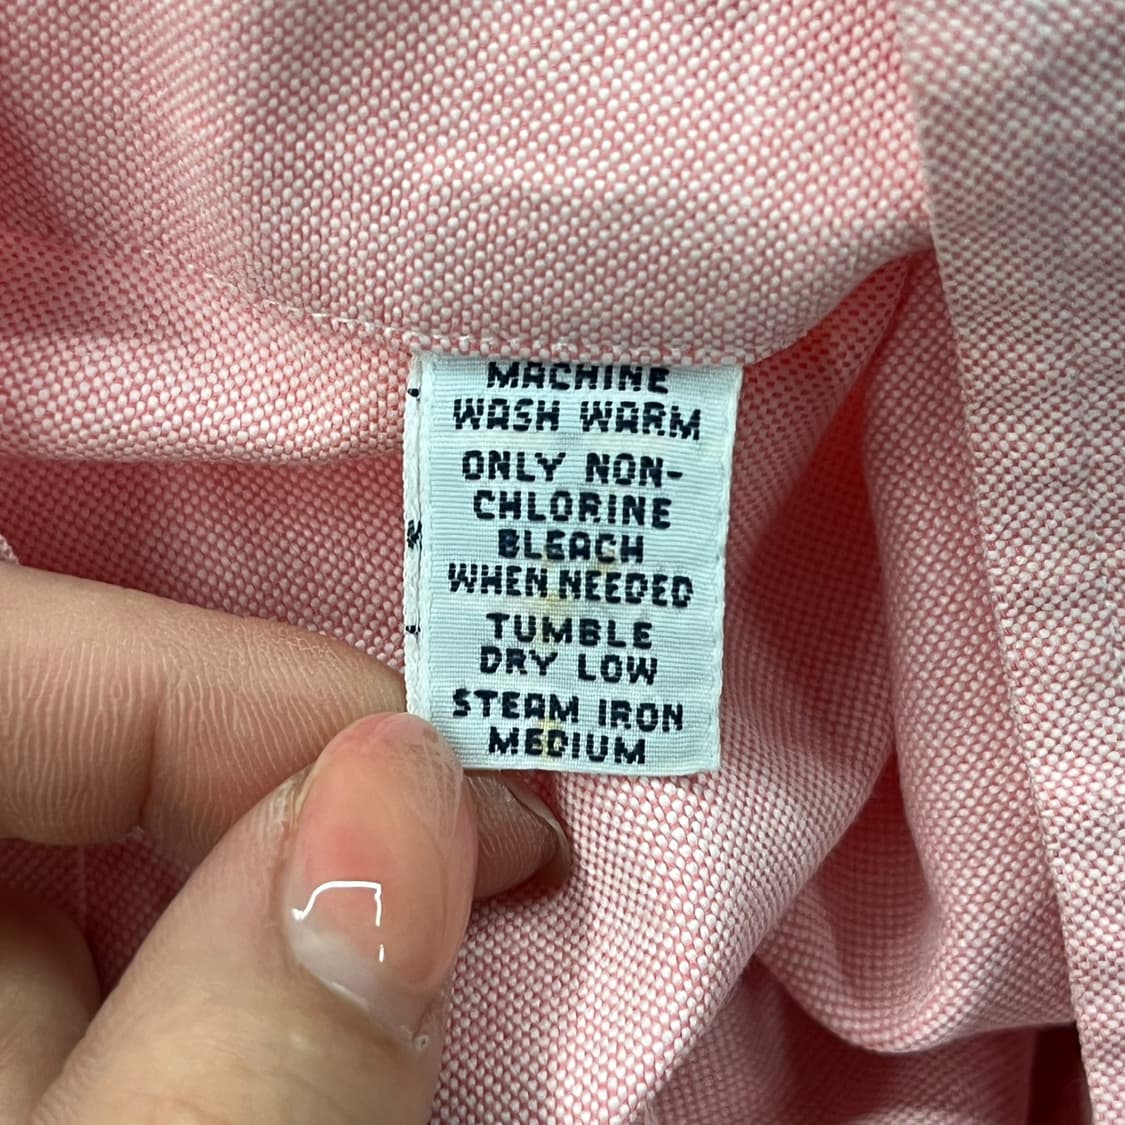 MACHINE
WASH WARM
ONLY NON-
CHLORINE
BLEACH
WHEN NEEDED
TUMBLE
DRY LOW
STEAM IRON
MEDIUM